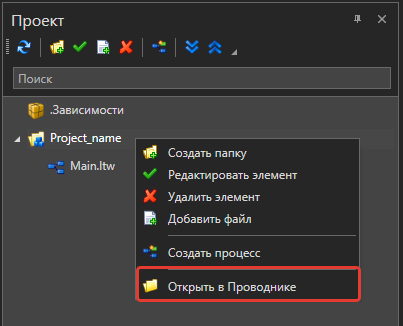 Проект
Поиск
.Зависимости
Project_name
Main.ltw
Создать папку
Редактировать элемент
Удалить элемент
Добавить файл
Создать процесс
Открыть в Проводнике